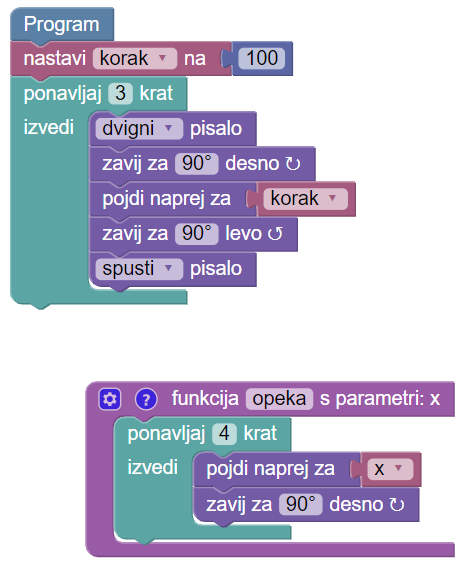 Program
nastavi korak na 100
ponavljaj 3 krat
izvedi dvigni pisalo
zavij za 90° desno ↻
pojdi naprej za korak
zavij za 90° levo ↺
spusti pisalo
? funkcija opeka s parametri: x
ponavljaj 4 krat
izvedi pojdi naprej za x
zavij za 90° desno ↻